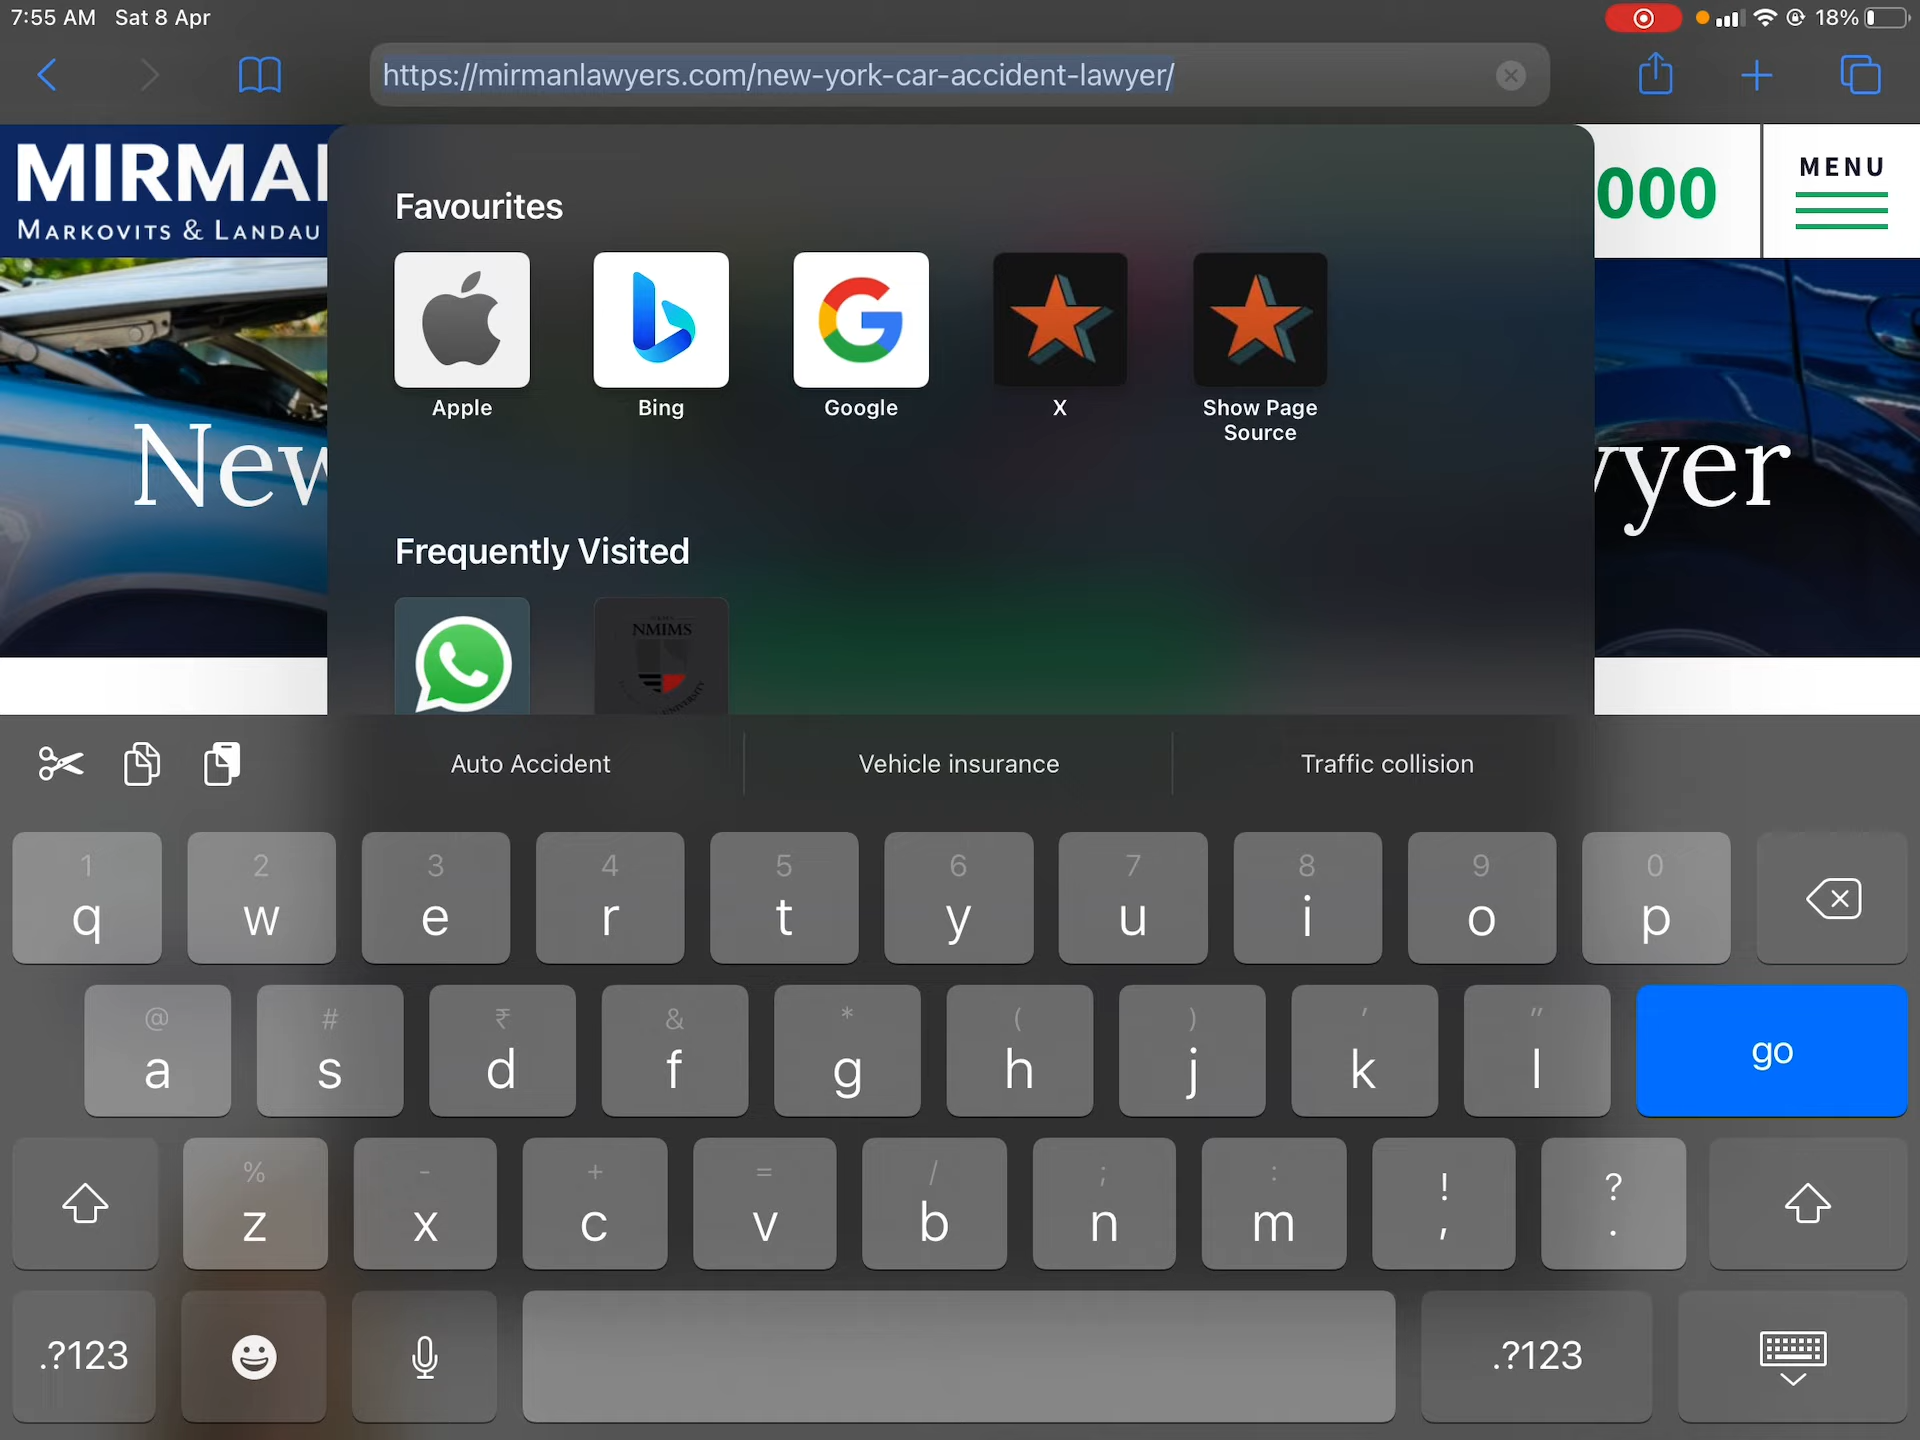 7:55 AM Sat 8 Apr
18%
https://mirmanlawyers.com/new-york-car-accident-lawyer/
MIRMA
MARKOVITS & LANDAU
000
MENU
Favourites
Apple
Bing
Google
X
Show Page
Source
New
yer
Frequently Visited
NMIMS
Auto Accident
Vehicle insurance
Traffic collision
1 2 3 4 5 6 7 8 9 0
q w e r t y u i o p
@ # ₹ & * ( ) ' "
a s d f g h j k l go
% - + = / ; : ! ?
z x c v b n m , .
.?123 .?123